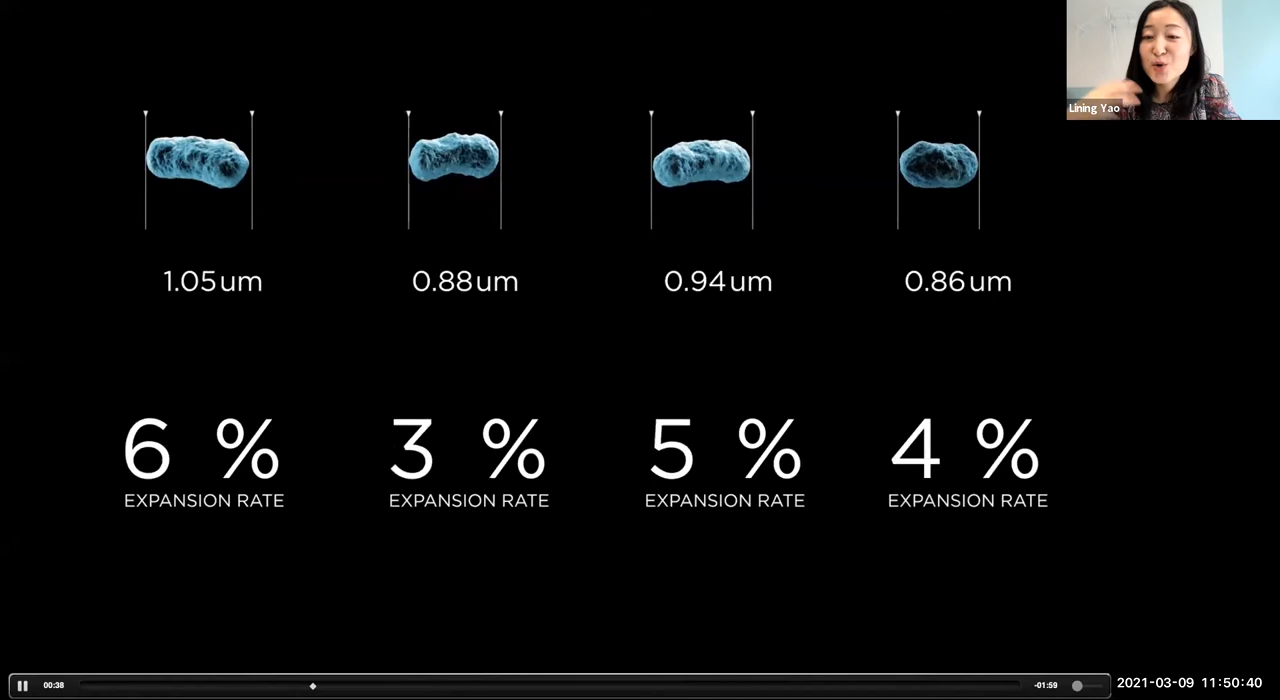 Lining Yao
1.05um 0.88um 0.94um 0.86um
6 % 3 % 5 % 4 %
EXPANSION RATE EXPANSION RATE EXPANSION RATE EXPANSION RATE
00:38 -01:59 2021-03-09 11:50:40